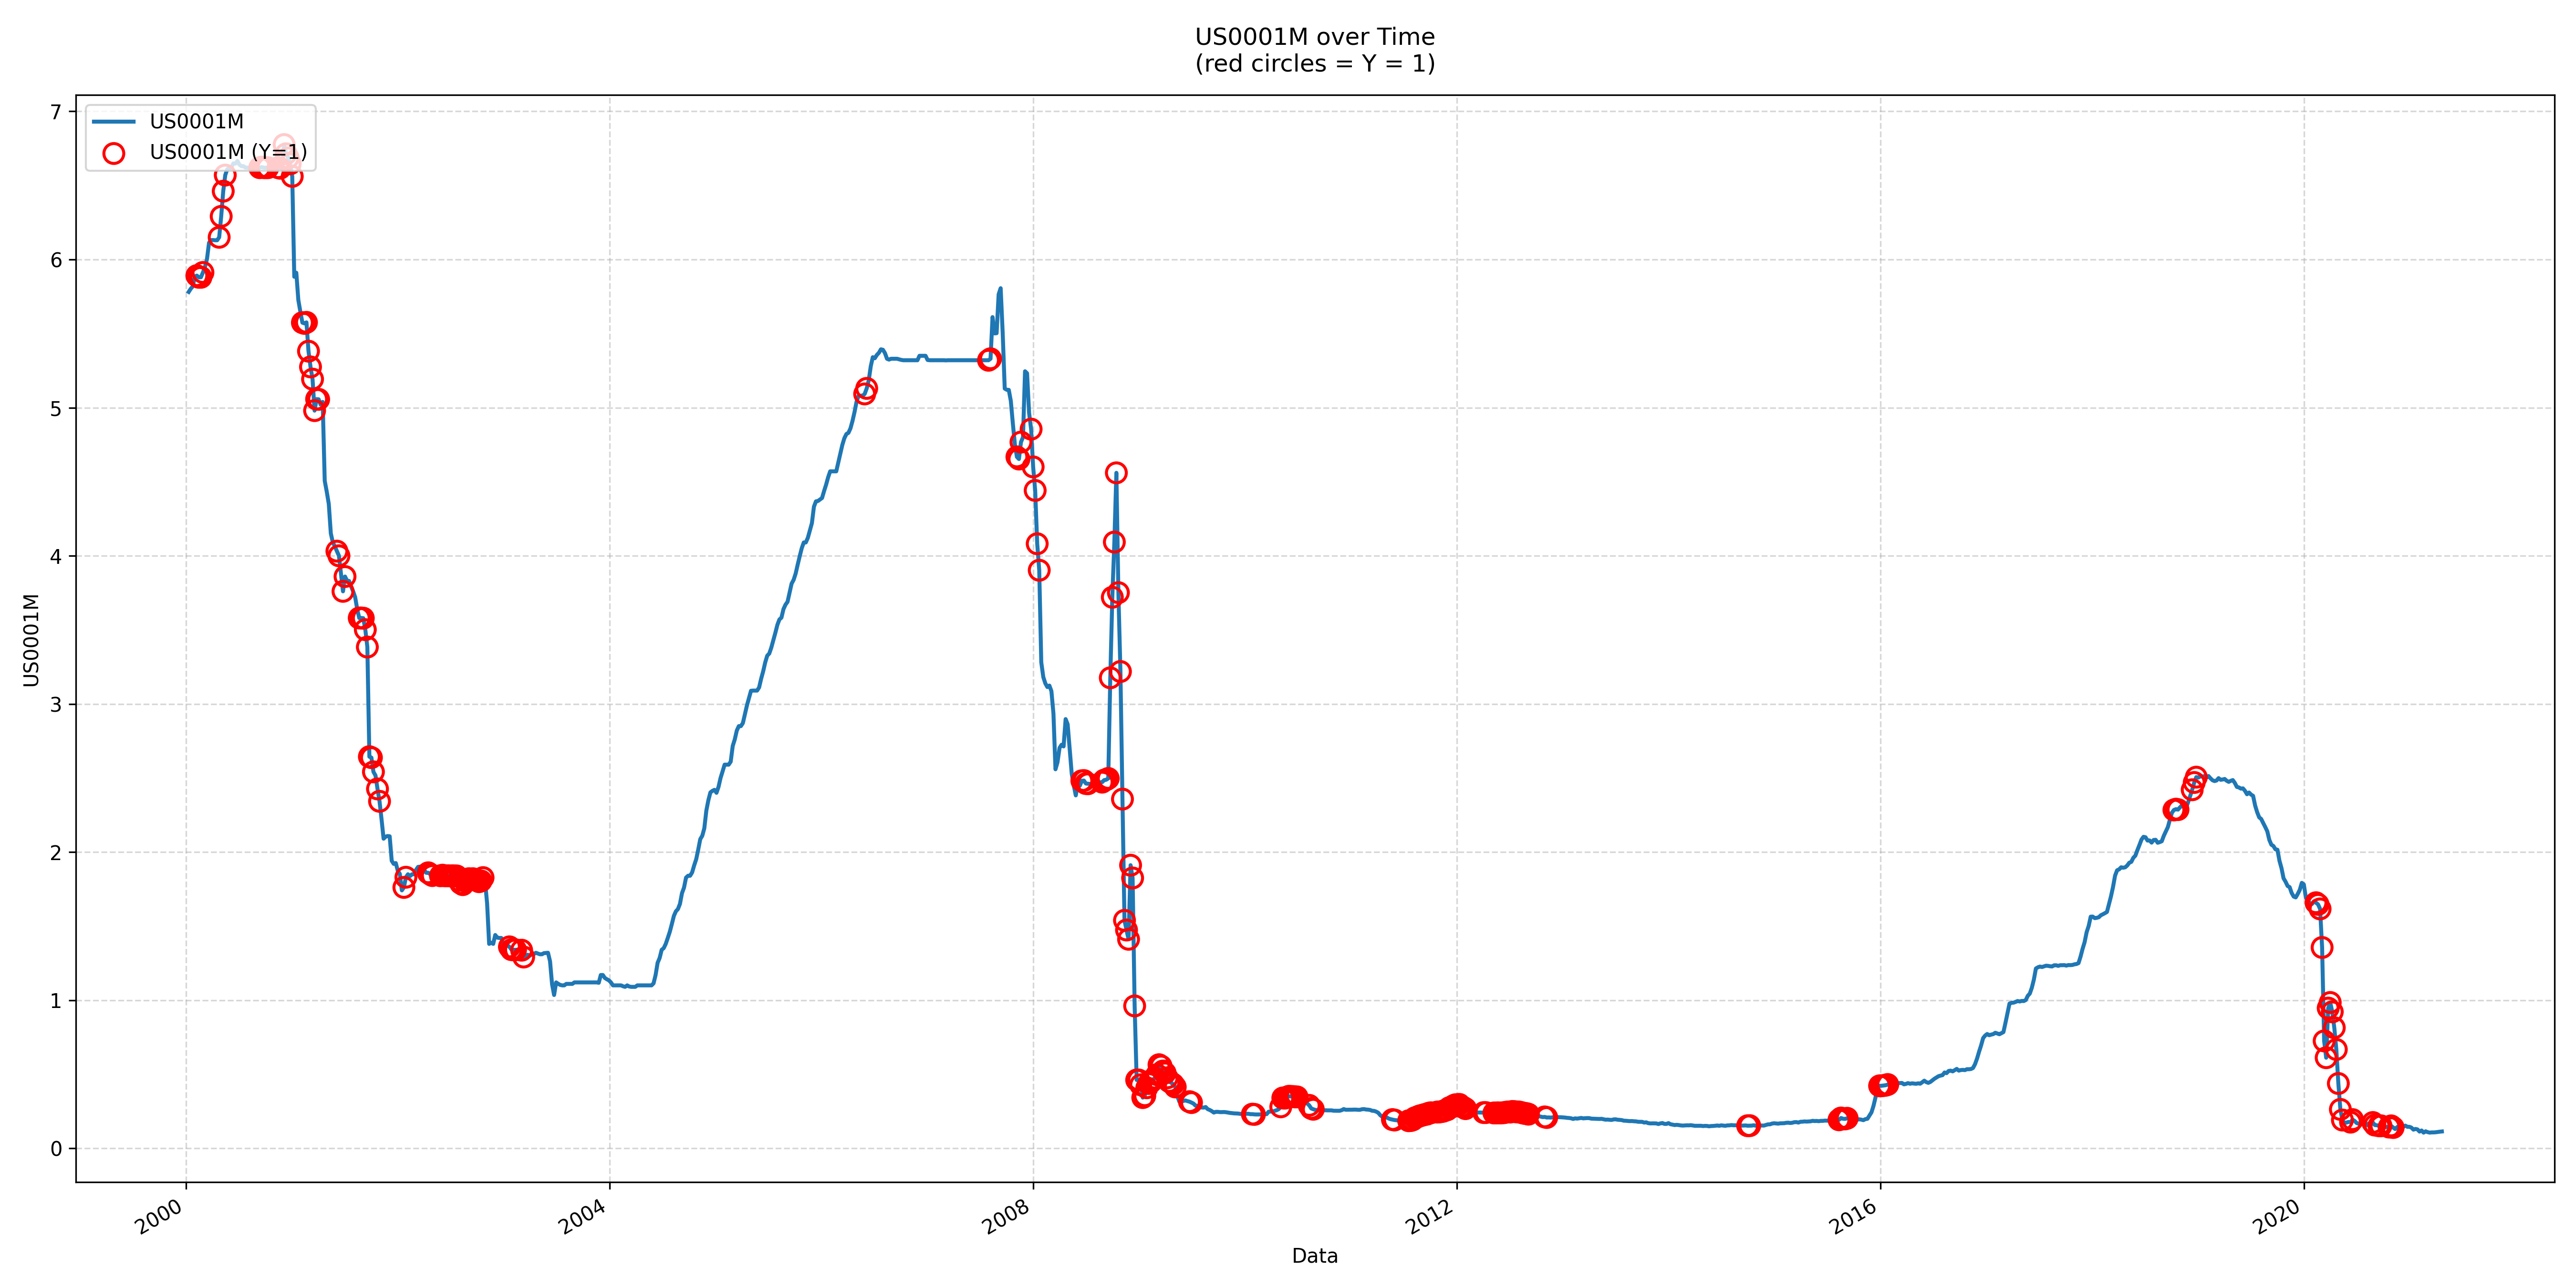 US0001M over Time
(red circles = Y = 1)
US0001M
US0001M (Y=1)
7
6
5
4
3
2
1
0
US0001M
2000
2004
2008
2012
2016
2020
Data